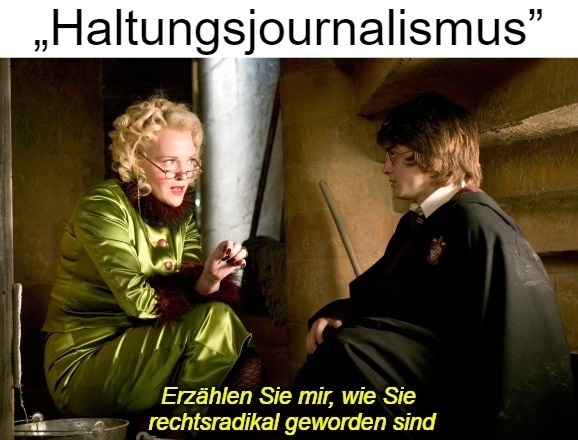 „Haltungsjournalismus”
Erzählen Sie mir, wie Sie
rechtsradikal geworden sind